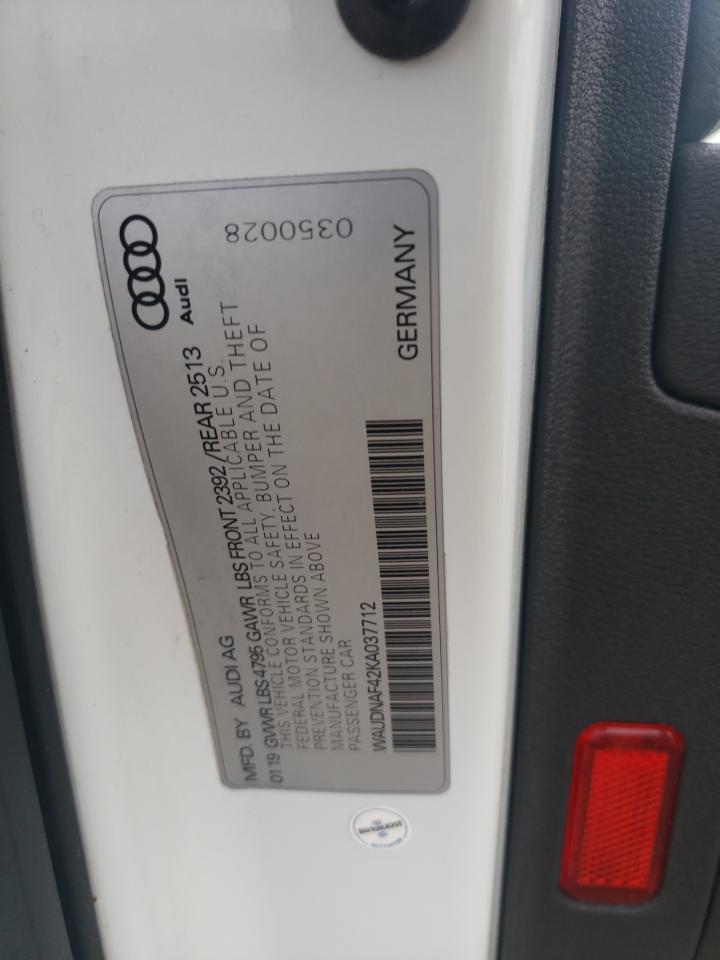 MFD. BY AUDI AG
Audi
0119 GVWR LBS 4795 GAWR LBS FRONT 2392 / REAR 2513
THIS VEHICLE CONFORMS TO ALL APPLICABLE U.S.
FEDERAL MOTOR VEHICLE SAFETY, BUMPER AND THEFT
PREVENTION STANDARDS IN EFFECT ON THE DATE OF
MANUFACTURE SHOWN ABOVE
PASSENGER CAR
WAUDNAF42KA037712
GERMANY
0350028